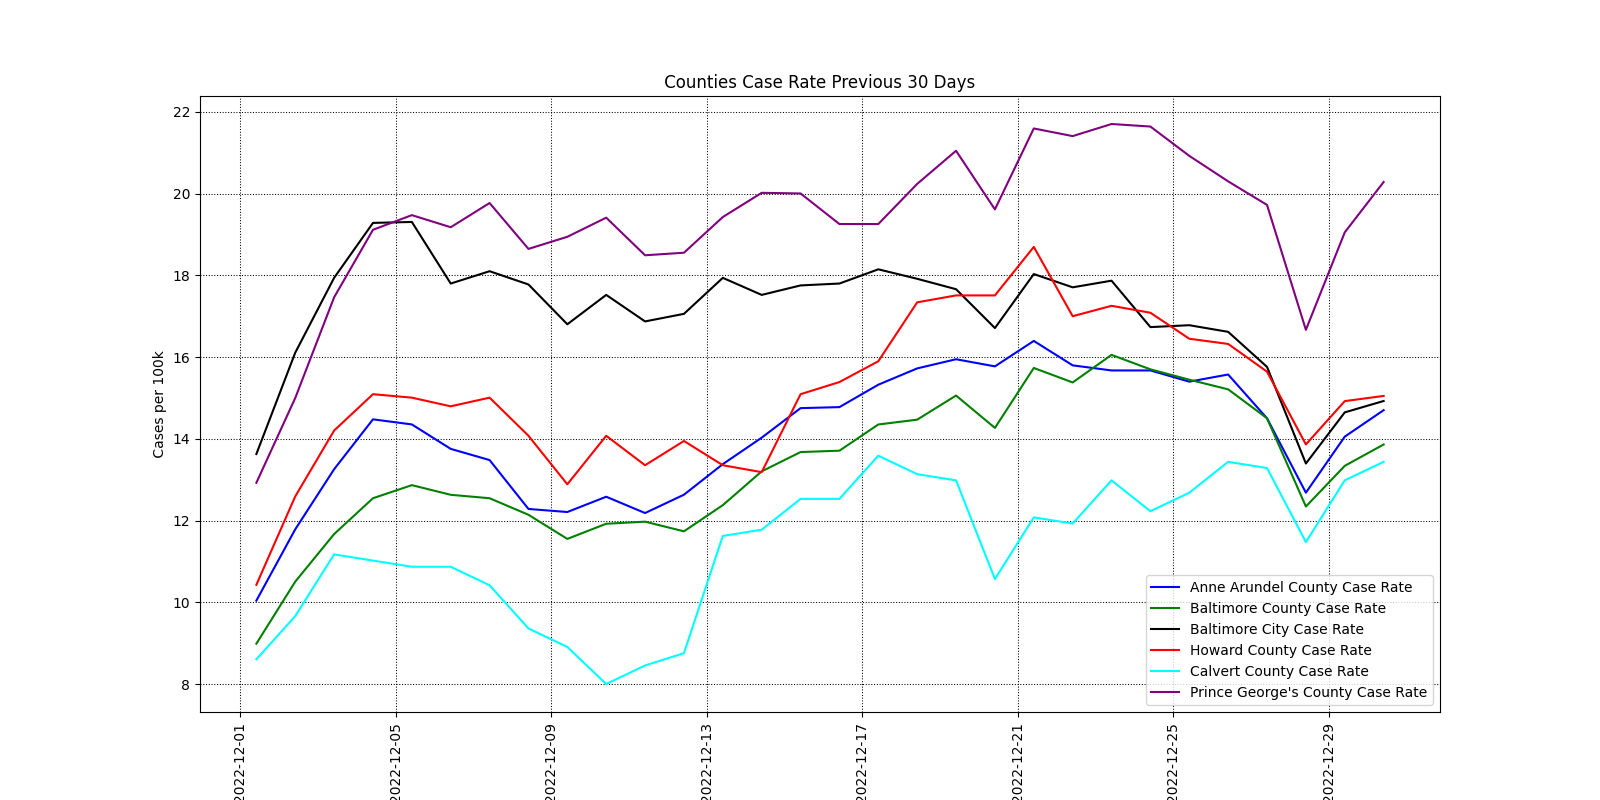 Counties Case Rate Previous 30 Days
Cases per 100k
22
20
18
16
14
12
10
8
2022-12-01
2022-12-05
2022-12-09
2022-12-13
2022-12-17
2022-12-21
2022-12-25
2022-12-29
Anne Arundel County Case Rate
Baltimore County Case Rate
Baltimore City Case Rate
Howard County Case Rate
Calvert County Case Rate
Prince George's County Case Rate